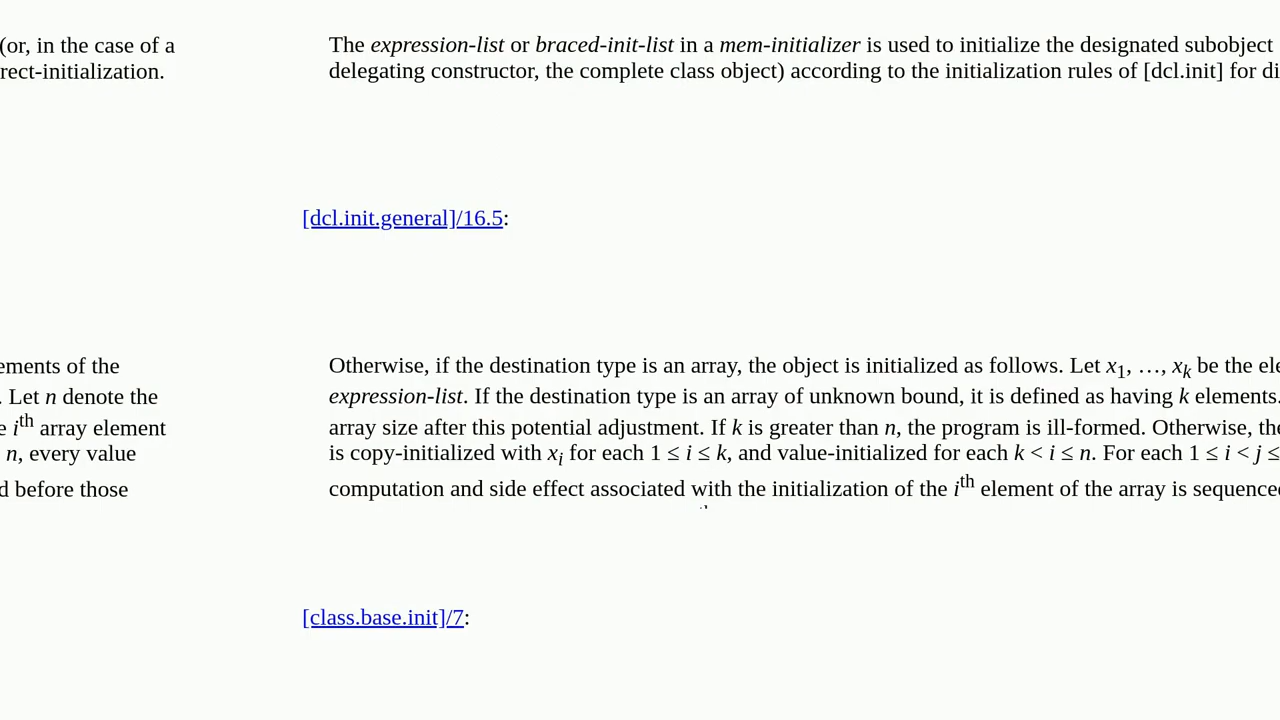 (or, in the case of a
rect-initialization.
The expression-list or braced-init-list in a mem-initializer is used to initialize the designated subobject
delegating constructor, the complete class object) according to the initialization rules of [dcl.init] for di
[dcl.init.general]/16.5:
ements of the
. Let n denote the
e iᵗʰ array element
n, every value
d before those
Otherwise, if the destination type is an array, the object is initialized as follows. Let x₁, …, xₖ be the ele
expression-list. If the destination type is an array of unknown bound, it is defined as having k elements.
array size after this potential adjustment. If k is greater than n, the program is ill-formed. Otherwise, the
is copy-initialized with xᵢ for each 1 ≤ i ≤ k, and value-initialized for each k < i ≤ n. For each 1 ≤ i < j ≤
computation and side effect associated with the initialization of the iᵗʰ element of the array is sequenced
[class.base.init]/7: